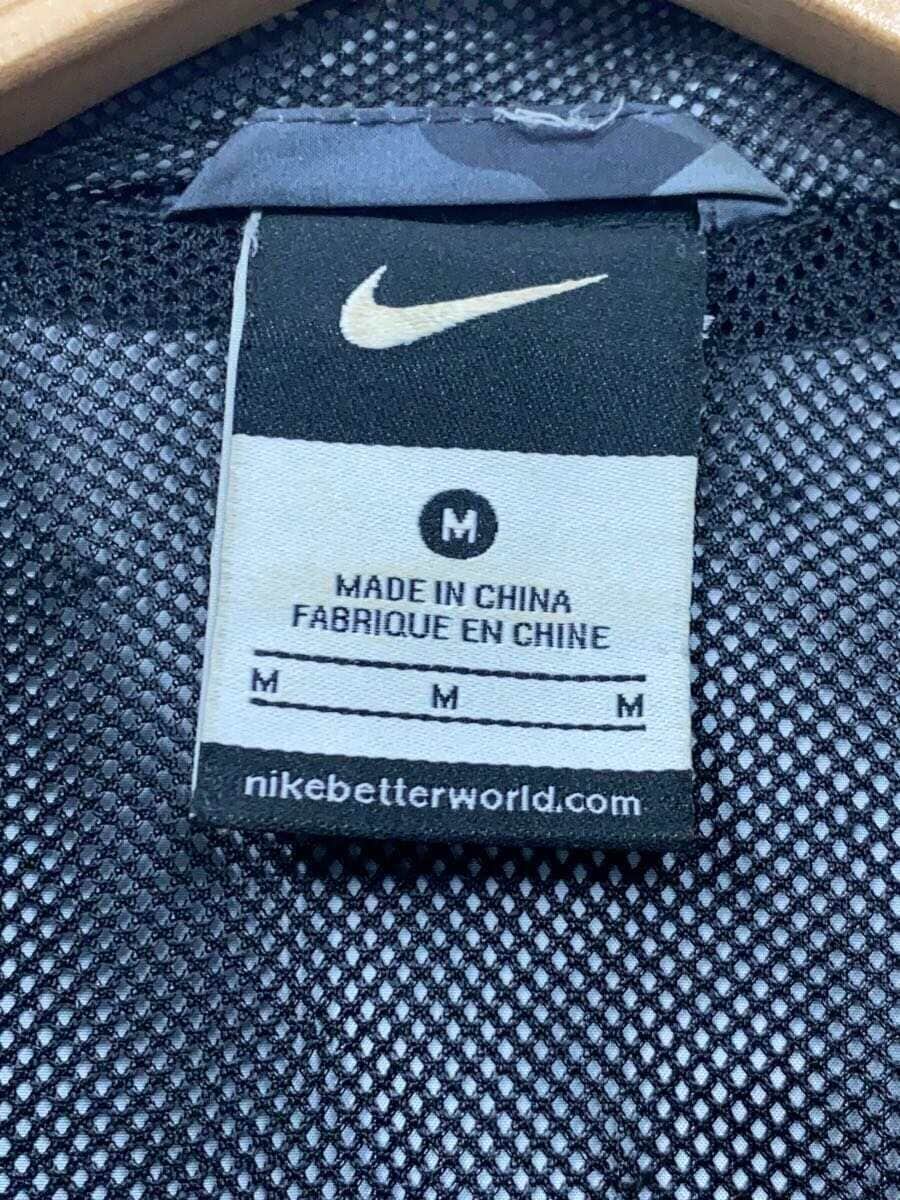 M
MADE IN CHINA
FABRIQUE EN CHINE
M M M
nikebetterworld.com